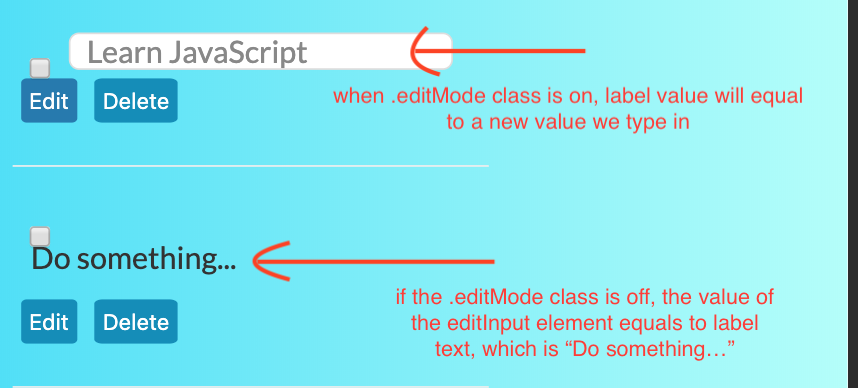 Learn JavaScript
Edit Delete
when .editMode class is on, label value will equal
to a new value we type in
Do something...
Edit Delete
if the .editMode class is off, the value of
the editInput element equals to label
text, which is “Do something…”